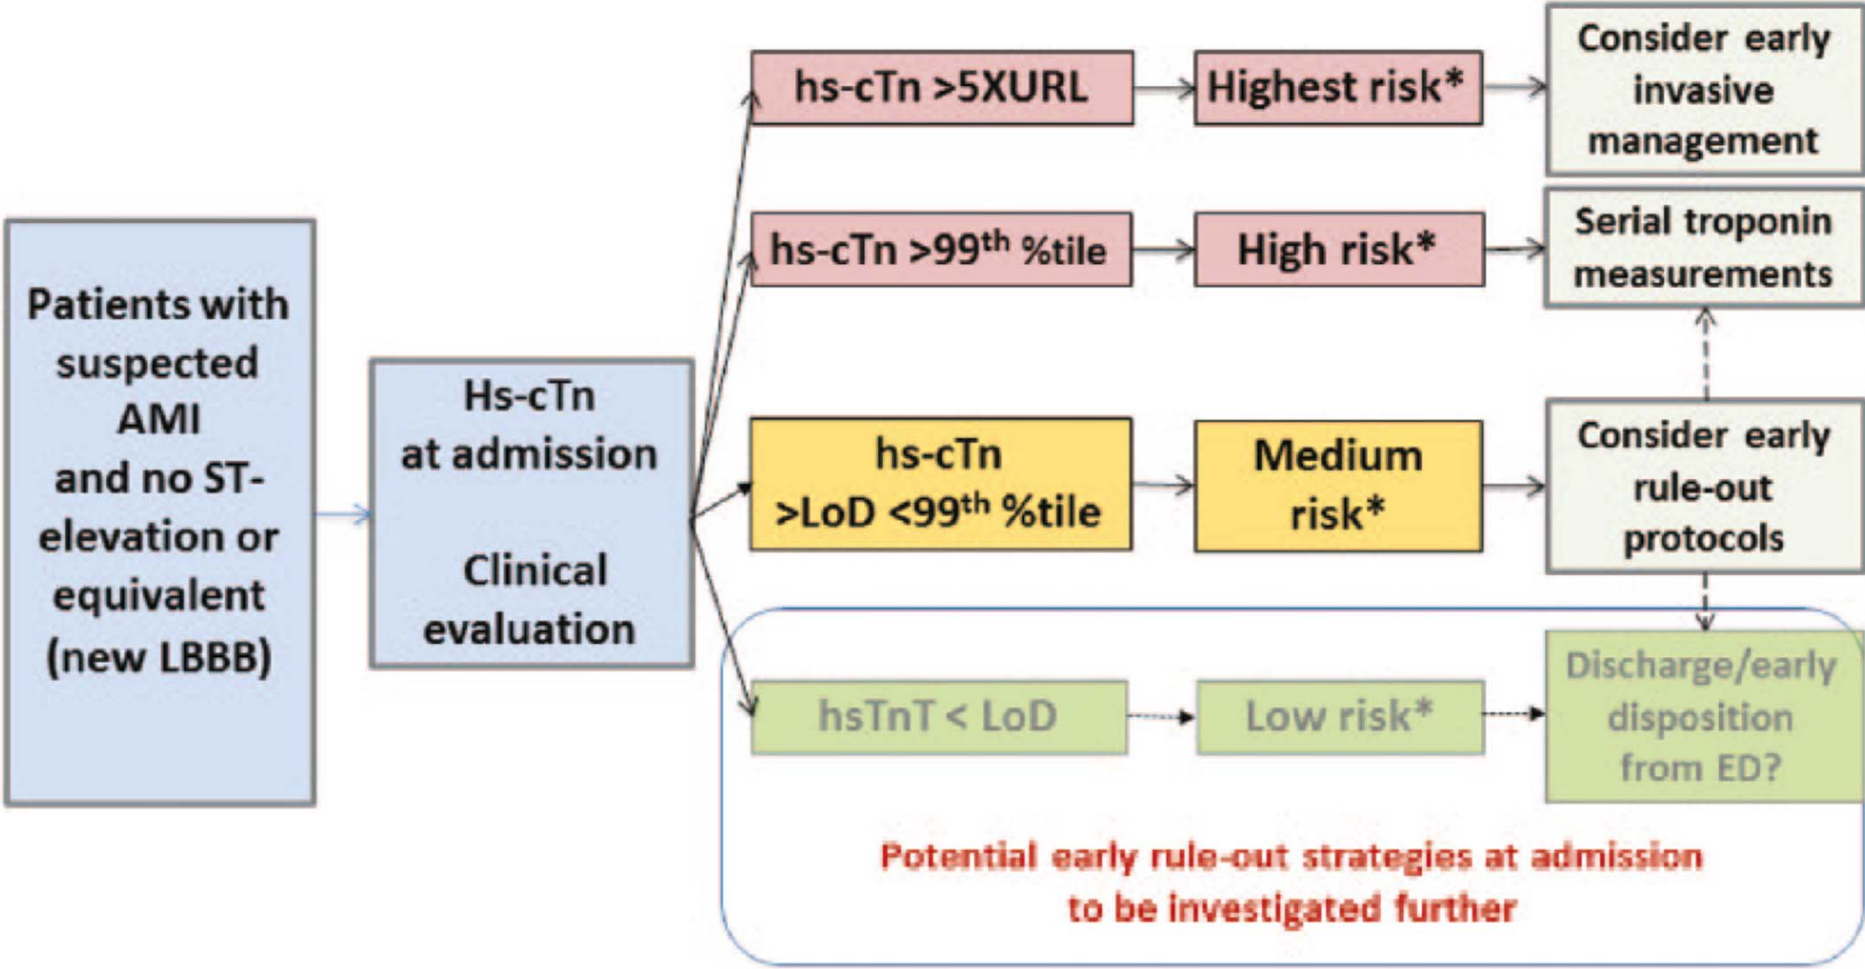 Patients with
suspected
AMI
and no ST-
elevation or
equivalent
(new LBBB)
Hs-cTn
at admission
Clinical
evaluation
hs-cTn >5XURL
Highest risk*
Consider early
invasive
management
hs-cTn >99th %tile
High risk*
Serial troponin
measurements
hs-cTn
>LoD <99th %tile
Medium
risk*
Consider early
rule-out
protocols
hsTnT < LoD
Low risk*
Discharge/early
disposition
from ED?
Potential early rule-out strategies at admission
to be investigated further